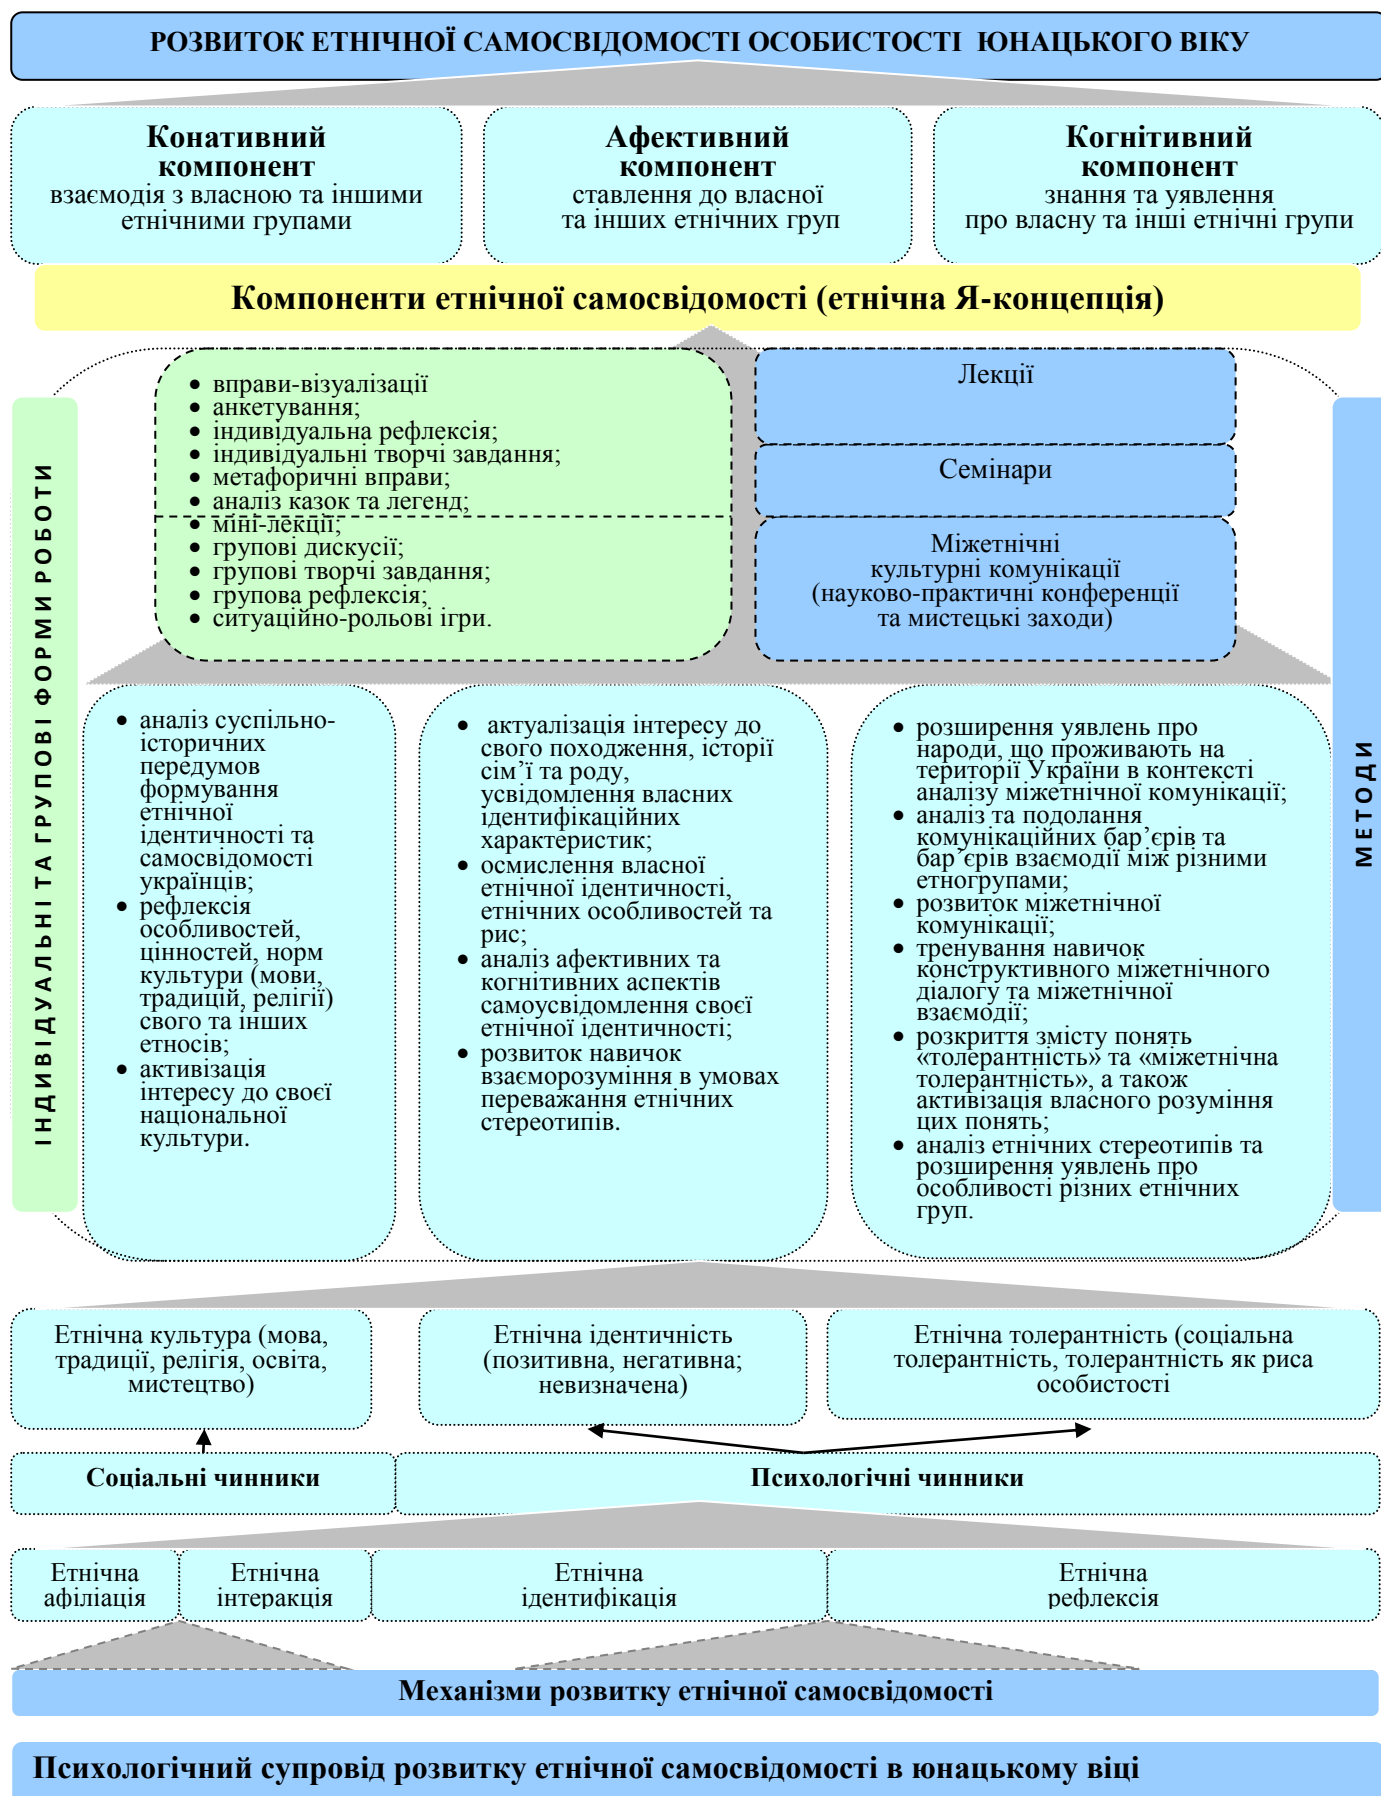 РОЗВИТОК ЕТНІЧНОЇ САМОСВІДОМОСТІ ОСОБИСТОСТІ ЮНАЦЬКОГО ВІКУ
Конативний
компонент
взаємодія з власною та іншими
етнічними групами
Афективний
компонент
ставлення до власної
та інших етнічних груп
Когнітивний
компонент
знання та уявлення
про власну та інші етнічні групи
Компоненти етнічної самосвідомості (етнічна Я-концепція)
ІНДИВІДУАЛЬНІ ТА ГРУПОВІ ФОРМИ РОБОТИ
• вправи-візуалізації
• анкетування;
• індивідуальна рефлексія;
• індивідуальні творчі завдання;
• метафоричні вправи;
• аналіз казок та легенд;
• міні-лекції;
• групові дискусії;
• групові творчі завдання;
• групова рефлексія;
• ситуаційно-рольові ігри.
Лекції
Семінари
Міжетнічні
культурні комунікації
(науково-практичні конференції
та мистецькі заходи)
МЕТОДИ
• аналіз суспільно-
історичних
передумов
формування
етнічної
ідентичності та
самосвідомості
українців;
• рефлексія
особливостей,
цінностей, норм
культури (мови,
традицій, релігії)
свого та інших
етносів;
• активізація
інтересу до своєї
національної
культури.
• актуалізація інтересу до
свого походження, історії
сім’ї та роду,
усвідомлення власних
ідентифікаційних
характеристик;
• осмислення власної
етнічної ідентичності,
етнічних особливостей та
рис;
• аналіз афективних та
когнітивних аспектів
самоусвідомлення своєї
етнічної ідентичності;
• розвиток навичок
взаєморозуміння в умовах
переважання етнічних
стереотипів.
• розширення уявлень про
народи, що проживають на
території України в контексті
аналізу міжетнічної комунікації;
• аналіз та подолання
комунікаційних бар’єрів та
бар’єрів взаємодії між різними
етногрупами;
• розвиток міжетнічної
комунікації;
• тренування навичок
конструктивного міжетнічного
діалогу та міжетнічної
взаємодії;
• розкриття змісту понять
«толерантність» та «міжетнічна
толерантність», а також
активізація власного розуміння
цих понять;
• аналіз етнічних стереотипів та
розширення уявлень про
особливості різних етнічних
груп.
Етнічна культура (мова,
традиції, релігія, освіта,
мистецтво)
Етнічна ідентичність
(позитивна, негативна;
невизначена)
Етнічна толерантність (соціальна
толерантність, толерантність як риса
особистості
Соціальні чинники
Психологічні чинники
Етнічна
афіліація
Етнічна
інтеракція
Етнічна
ідентифікація
Етнічна
рефлексія
Механізми розвитку етнічної самосвідомості
Психологічний супровід розвитку етнічної самосвідомості в юнацькому віці